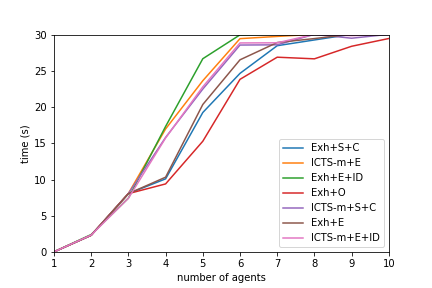 30
25
20
15
10
5
0
time (s)
1 2 3 4 5 6 7 8 9 10
number of agents
Exh+S+C
ICTS-m+E
Exh+E+ID
Exh+O
ICTS-m+S+C
Exh+E
ICTS-m+E+ID